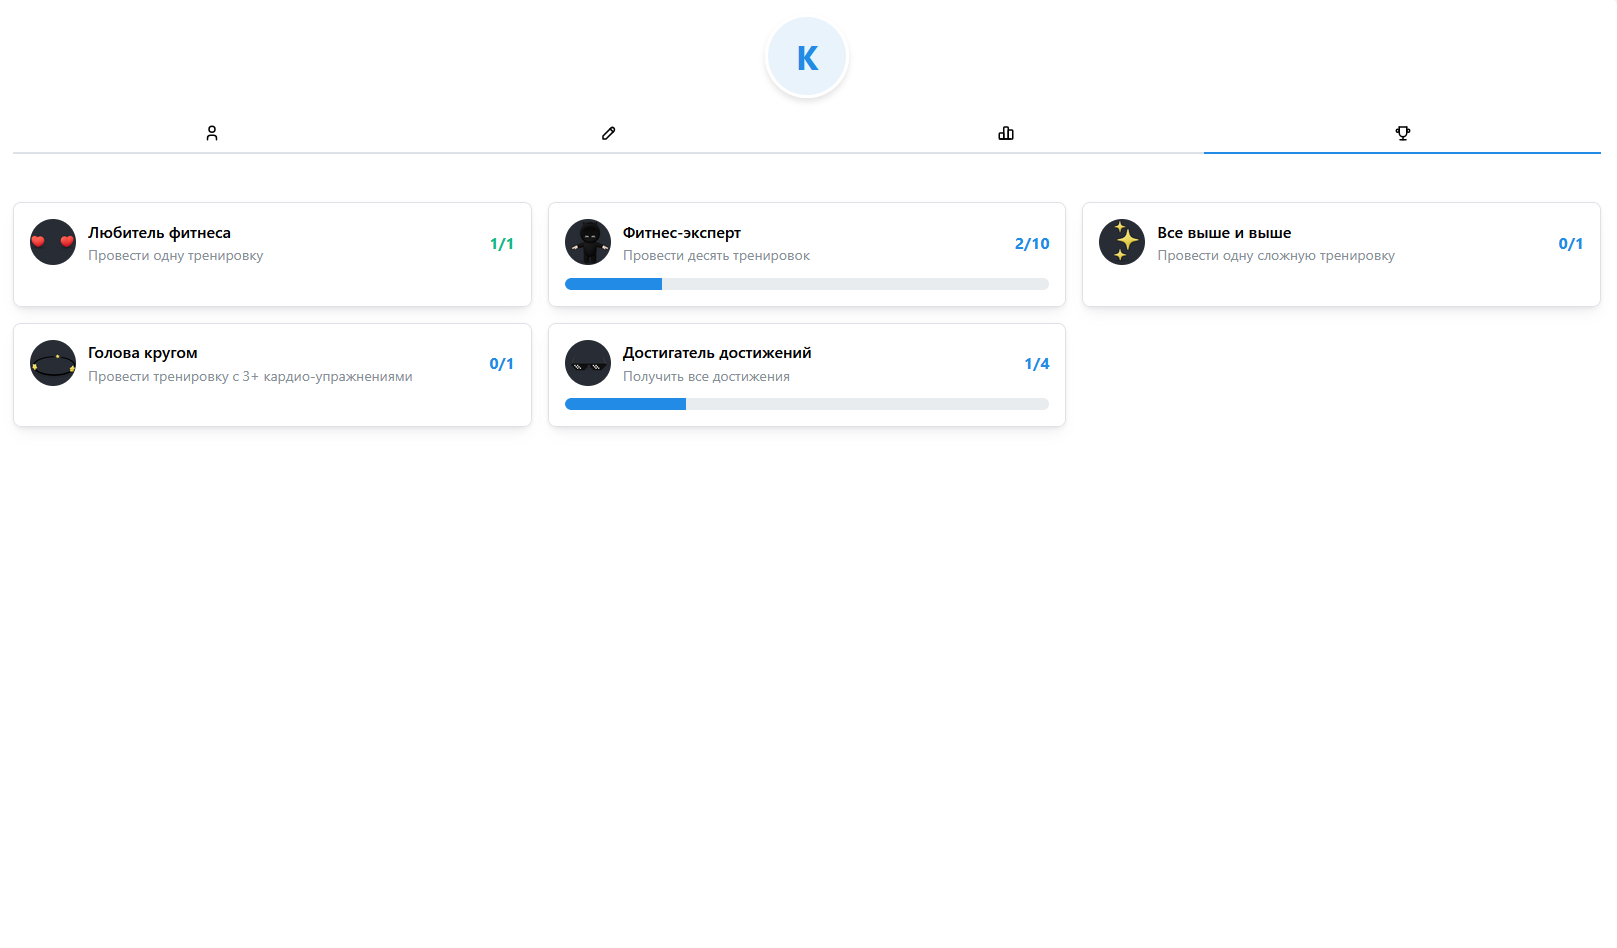 K
Любитель фитнеса
Провести одну тренировку
1/1
Фитнес-эксперт
Провести десять тренировок
2/10
Все выше и выше
Провести одну сложную тренировку
0/1
Голова кругом
Провести тренировку с 3+ кардио-упражнениями
0/1
Достигатель достижений
Получить все достижения
1/4